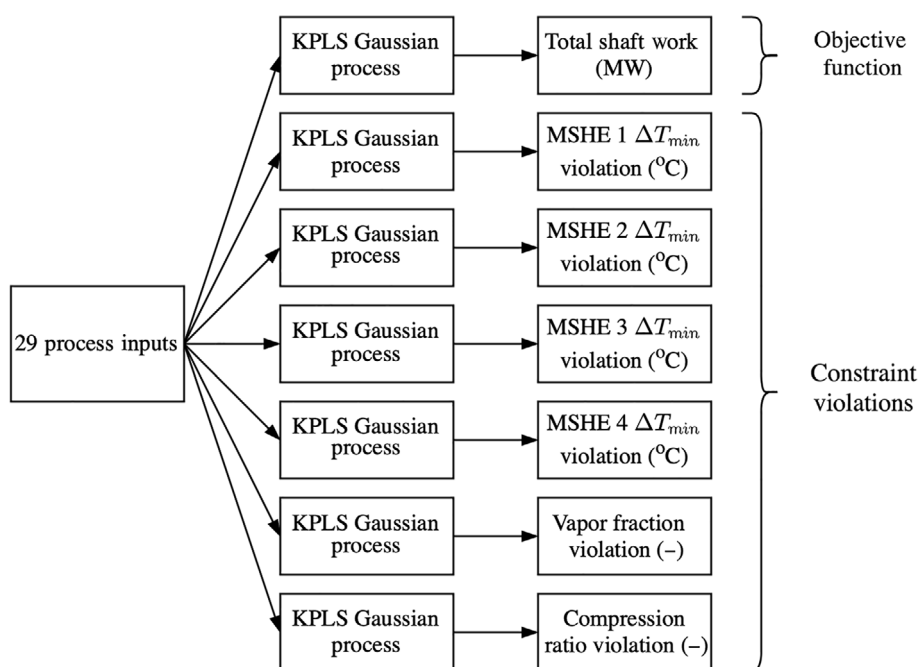 KPLS Gaussian
process
Total shaft work
(MW)
Objective
function
KPLS Gaussian
process
MSHE 1 ΔT_min
violation (°C)
KPLS Gaussian
process
MSHE 2 ΔT_min
violation (°C)
29 process inputs
KPLS Gaussian
process
MSHE 3 ΔT_min
violation (°C)
Constraint
violations
KPLS Gaussian
process
MSHE 4 ΔT_min
violation (°C)
KPLS Gaussian
process
Vapor fraction
violation (–)
KPLS Gaussian
process
Compression
ratio violation (–)